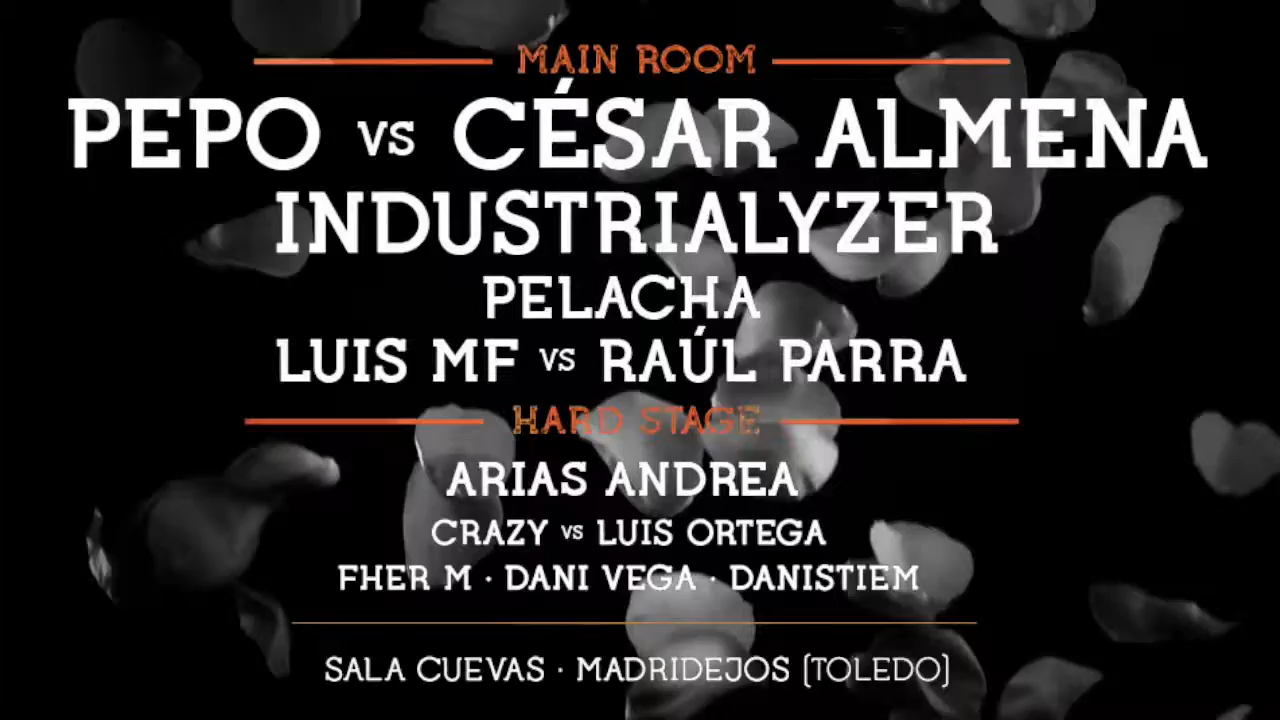 MAIN ROOM
PEPO VS CÉSAR ALMENA
INDUSTRIALYZER
PELACHA
LUIS MF VS RAÚL PARRA
HARD STAGE
ARIAS ANDREA
CRAZY VS LUIS ORTEGA
FHER M · DANI VEGA · DANISTIEM
SALA CUEVAS · MADRIDEJOS (TOLEDO)